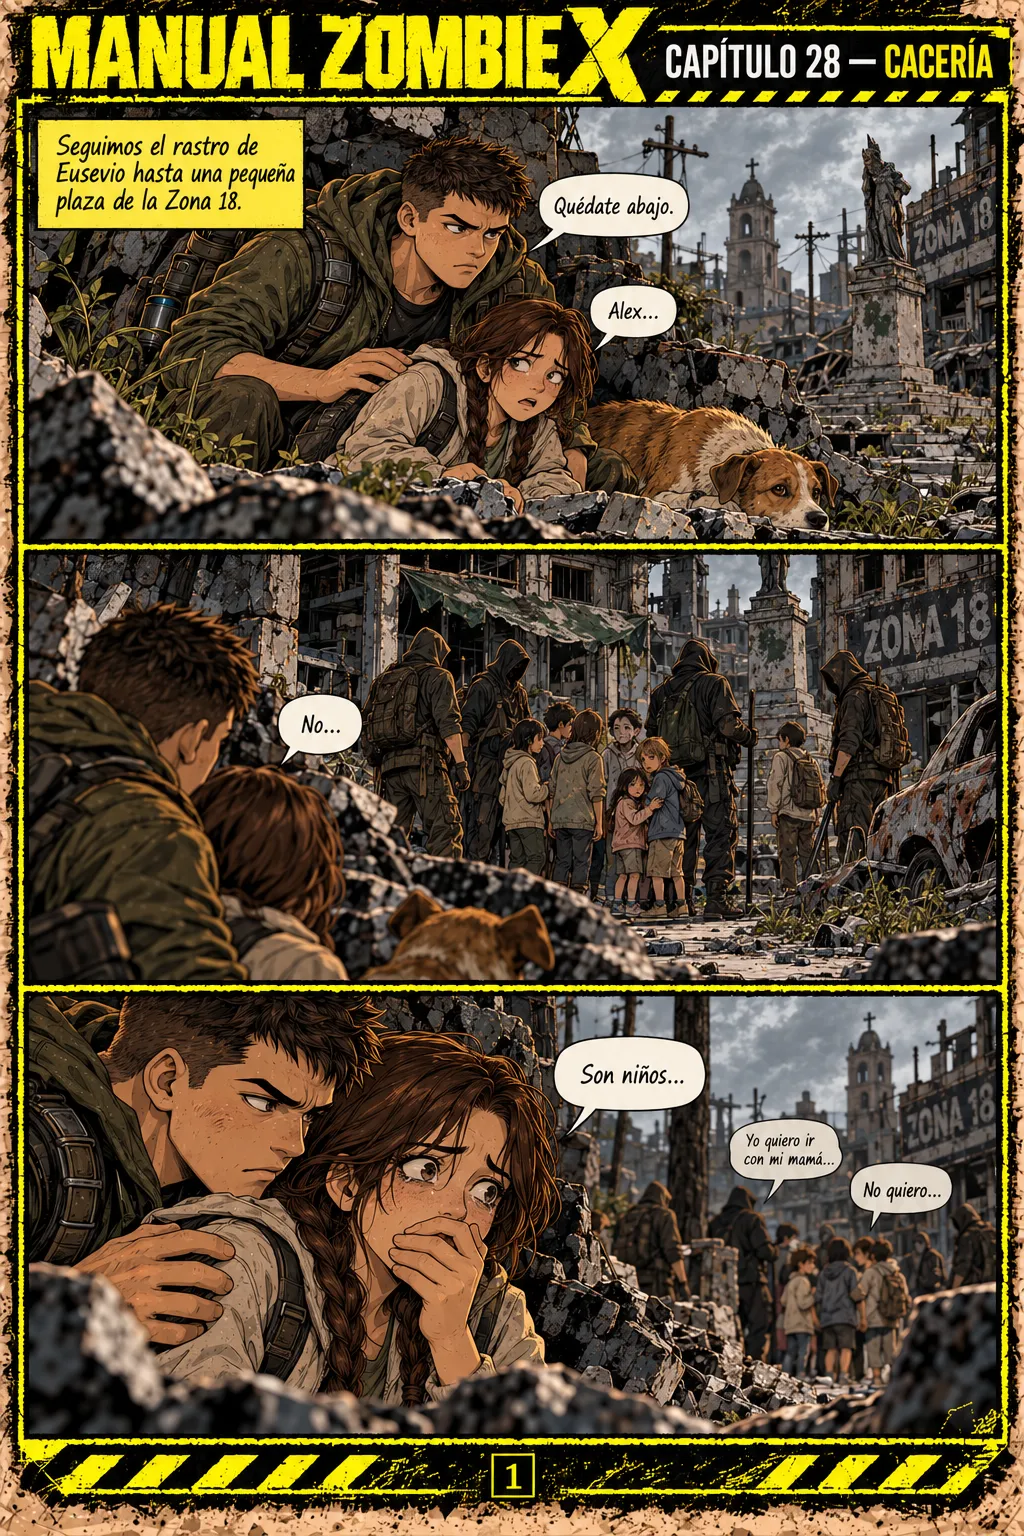 MANUAL ZOMBIE X
CAPÍTULO 28 — CACERÍA
Seguimos el rastro de
Eusevio hasta una pequeña
plaza de la Zona 18.
Quédate abajo.
Alex...
ZONA 18
No...
ZONA 18
Son niños...
Yo quiero ir
con mi mamá...
No quiero...
ZONA 18
1